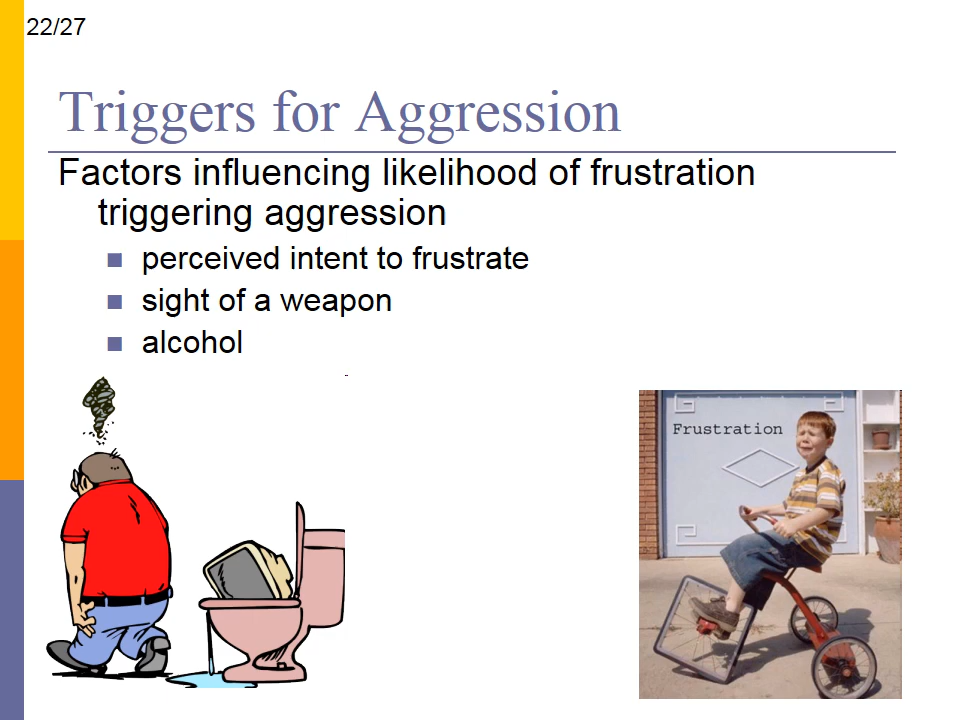 22/27
Triggers for Aggression
Factors influencing likelihood of frustration
triggering aggression
perceived intent to frustrate
sight of a weapon
alcohol
Frustration